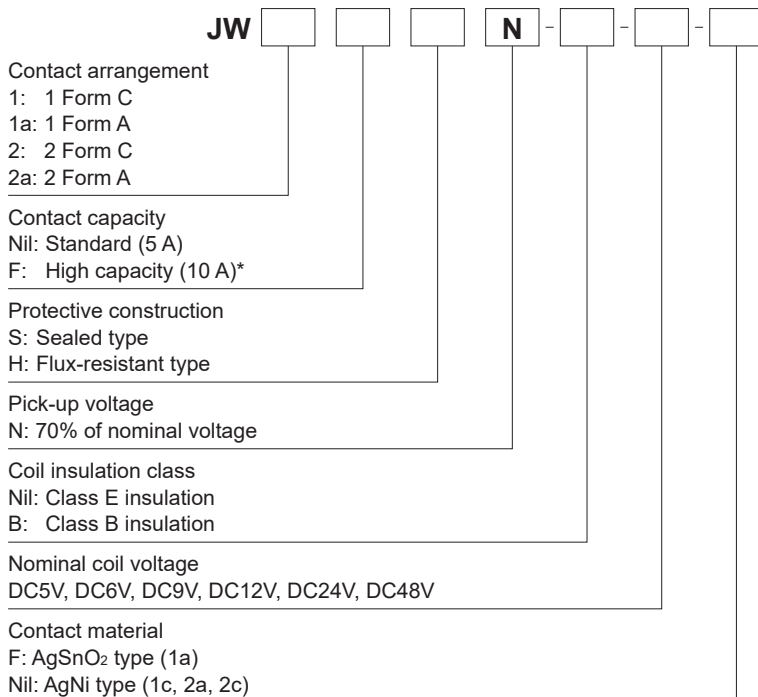 JW N - - -
Contact arrangement
1: 1 Form C
1a: 1 Form A
2: 2 Form C
2a: 2 Form A
Contact capacity
Nil: Standard (5 A)
F: High capacity (10 A)*
Protective construction
S: Sealed type
H: Flux-resistant type
Pick-up voltage
N: 70% of nominal voltage
Coil insulation class
Nil: Class E insulation
B: Class B insulation
Nominal coil voltage
DC5V, DC6V, DC9V, DC12V, DC24V, DC48V
Contact material
F: AgSnO₂ type (1a)
Nil: AgNi type (1c, 2a, 2c)